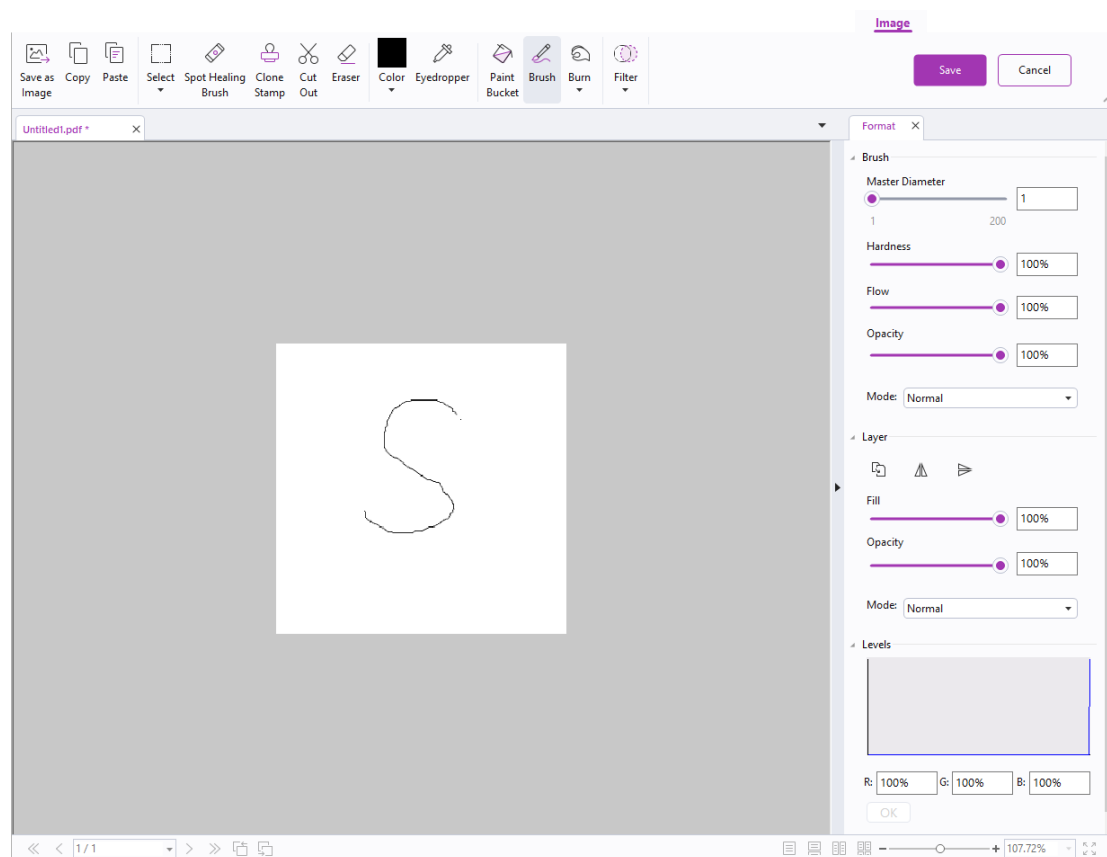 Image
Save as Image
Copy
Paste
Select
Spot Healing Brush
Clone Stamp
Cut Out
Eraser
Color
Eyedropper
Paint Bucket
Brush
Burn
Filter
Save
Cancel
Untitled1.pdf *
Format
Brush
Master Diameter
1
1 200
Hardness
100%
Flow
100%
Opacity
100%
Mode: Normal
Layer
Fill
100%
Opacity
100%
Mode: Normal
Levels
R: 100% G: 100% B: 100%
OK
S
1 / 1
107.72%